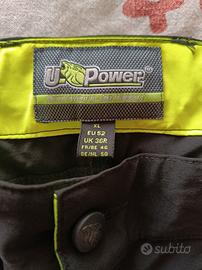 U-Power®
XL
EU 52
UK 36R
FR/BE 46
DE/NL 50
subito